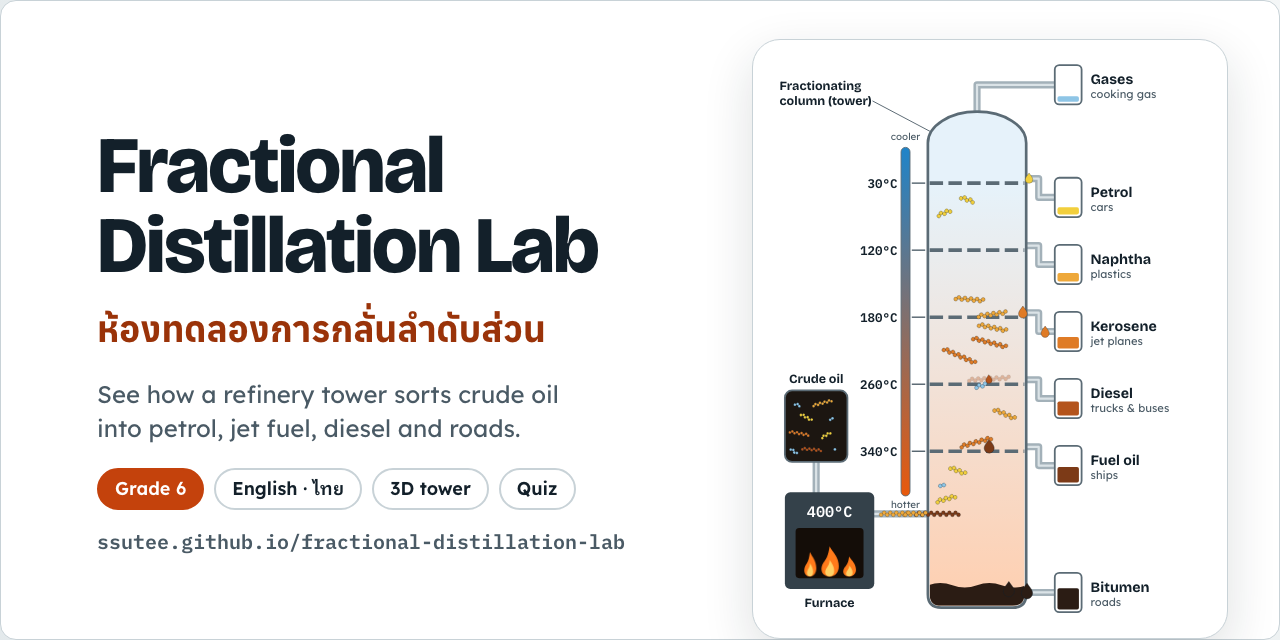 Fractional
Distillation Lab
ห้องทดลองการกลั่นลำดับส่วน
See how a refinery tower sorts crude oil
into petrol, jet fuel, diesel and roads.
Grade 6
English · ไทย
3D tower
Quiz
ssutee.github.io/fractional-distillation-lab
Fractionating
column (tower)
cooler
30°C
120°C
180°C
260°C
340°C
hotter
Crude oil
400°C
Furnace
Gases
cooking gas
Petrol
cars
Naphtha
plastics
Kerosene
jet planes
Diesel
trucks & buses
Fuel oil
ships
Bitumen
roads